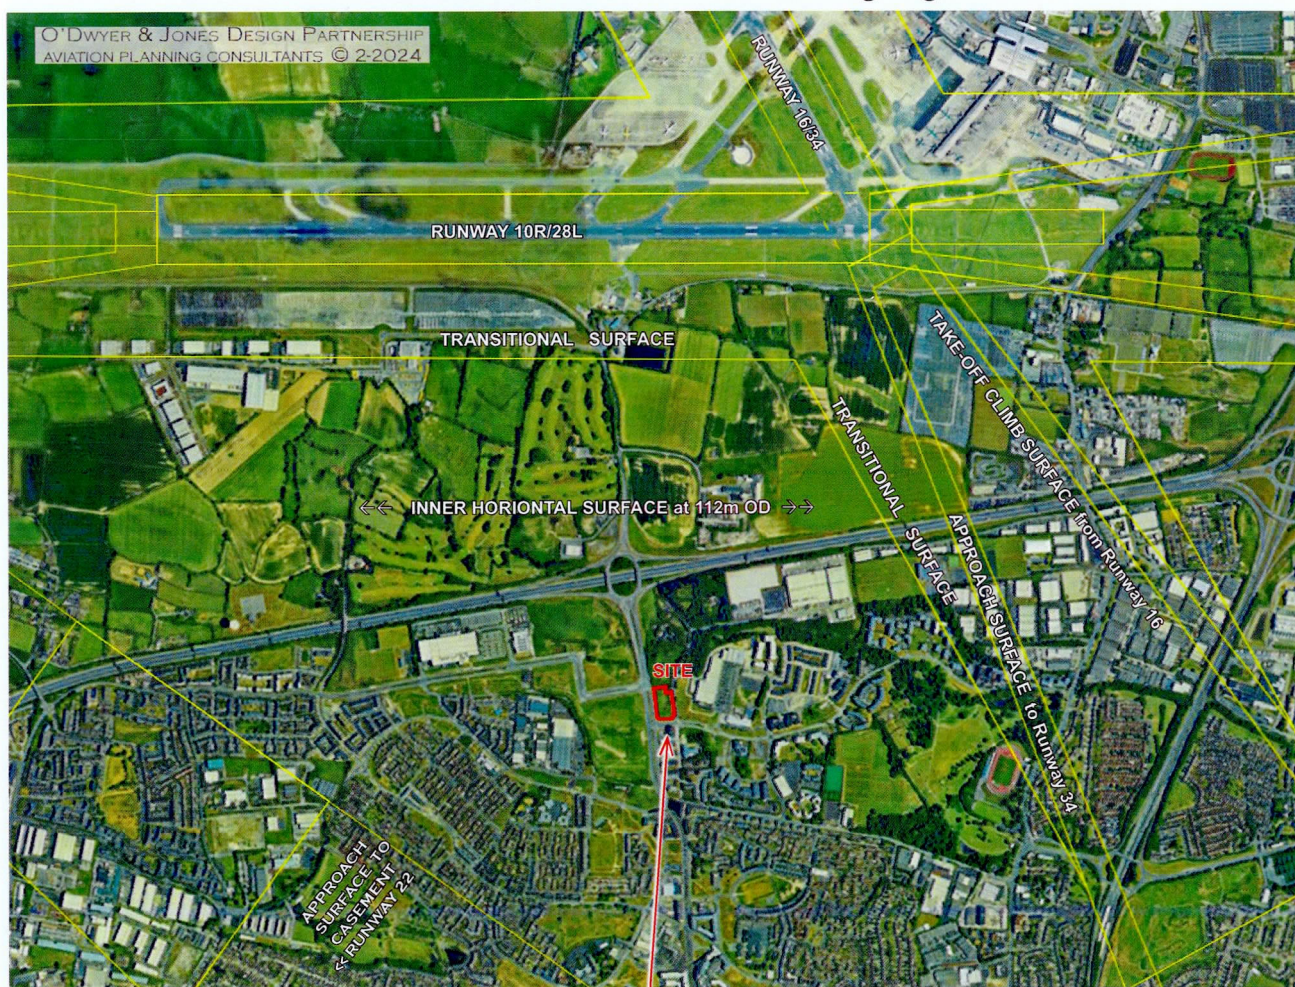 O'DWYER & JONES DESIGN PARTNERSHIP
AVIATION PLANNING CONSULTANTS © 2-2024
RUNWAY 16/34
RUNWAY 10R/28L
TRANSITIONAL SURFACE
TAKE-OFF CLIMB SURFACE from Runway 16
TRANSITIONAL SURFACE
<< INNER HORIONTAL SURFACE at 112m OD >>
APPROACH SURFACE to Runway 34
SITE
APPROACH
SURFACE TO
CASEMENT
<< RUNWAY 22